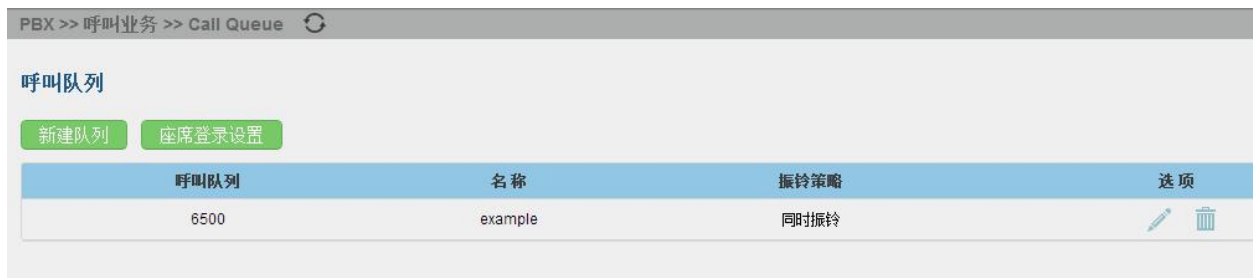 PBX >> 呼叫业务 >> Call Queue
呼叫队列
新建队列 座席登录设置
呼叫队列 名称 振铃策略 选项
6500 example 同时振铃